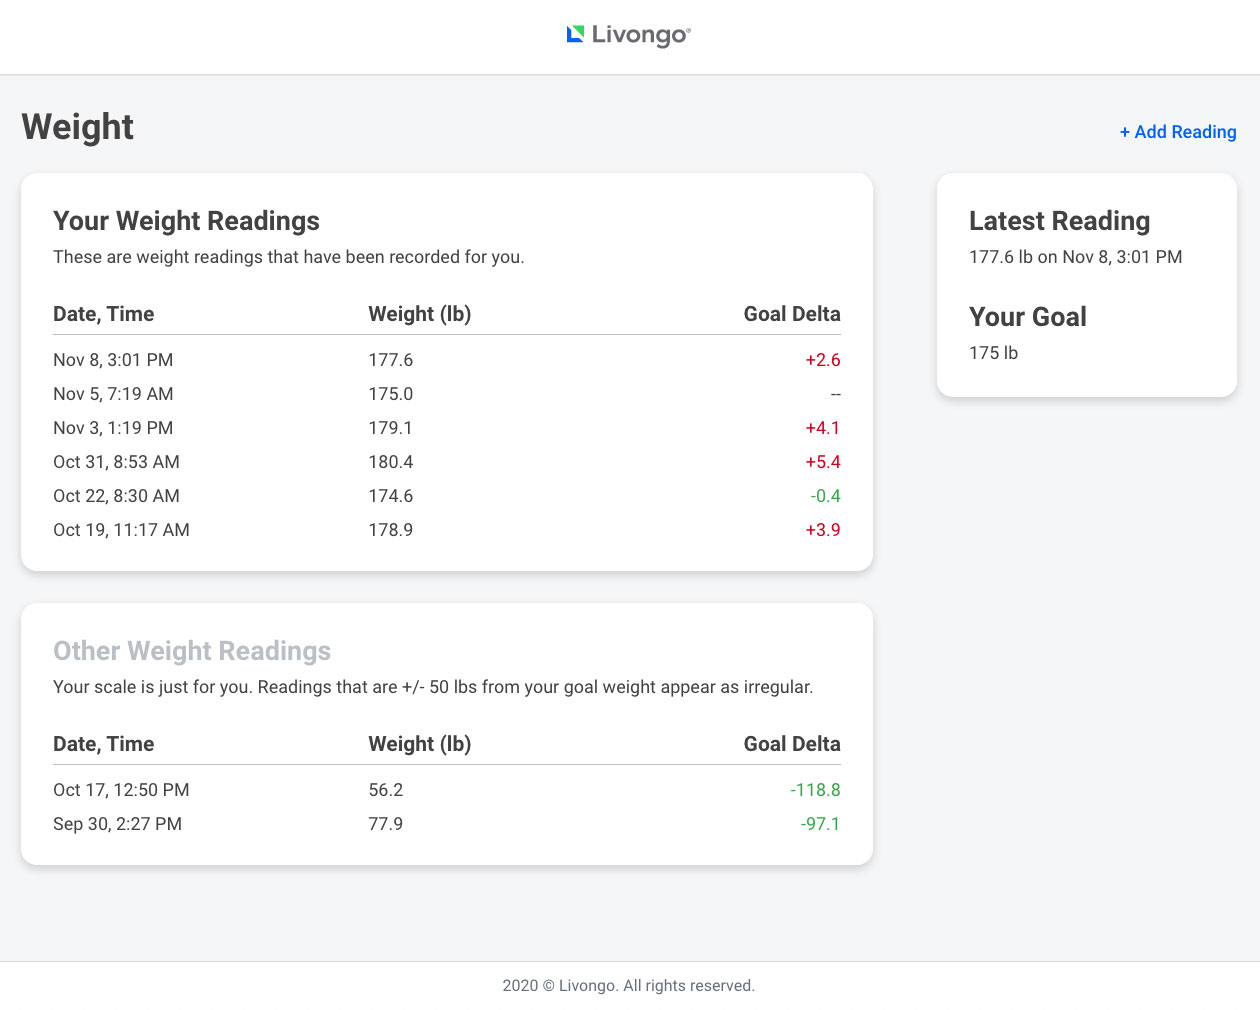 Livongo®
Weight
+ Add Reading
Your Weight Readings
These are weight readings that have been recorded for you.
Date, Time Weight (lb) Goal Delta
Nov 8, 3:01 PM 177.6 +2.6
Nov 5, 7:19 AM 175.0 --
Nov 3, 1:19 PM 179.1 +4.1
Oct 31, 8:53 AM 180.4 +5.4
Oct 22, 8:30 AM 174.6 -0.4
Oct 19, 11:17 AM 178.9 +3.9
Latest Reading
177.6 lb on Nov 8, 3:01 PM
Your Goal
175 lb
Other Weight Readings
Your scale is just for you. Readings that are +/- 50 lbs from your goal weight appear as irregular.
Date, Time Weight (lb) Goal Delta
Oct 17, 12:50 PM 56.2 -118.8
Sep 30, 2:27 PM 77.9 -97.1
2020 © Livongo. All rights reserved.